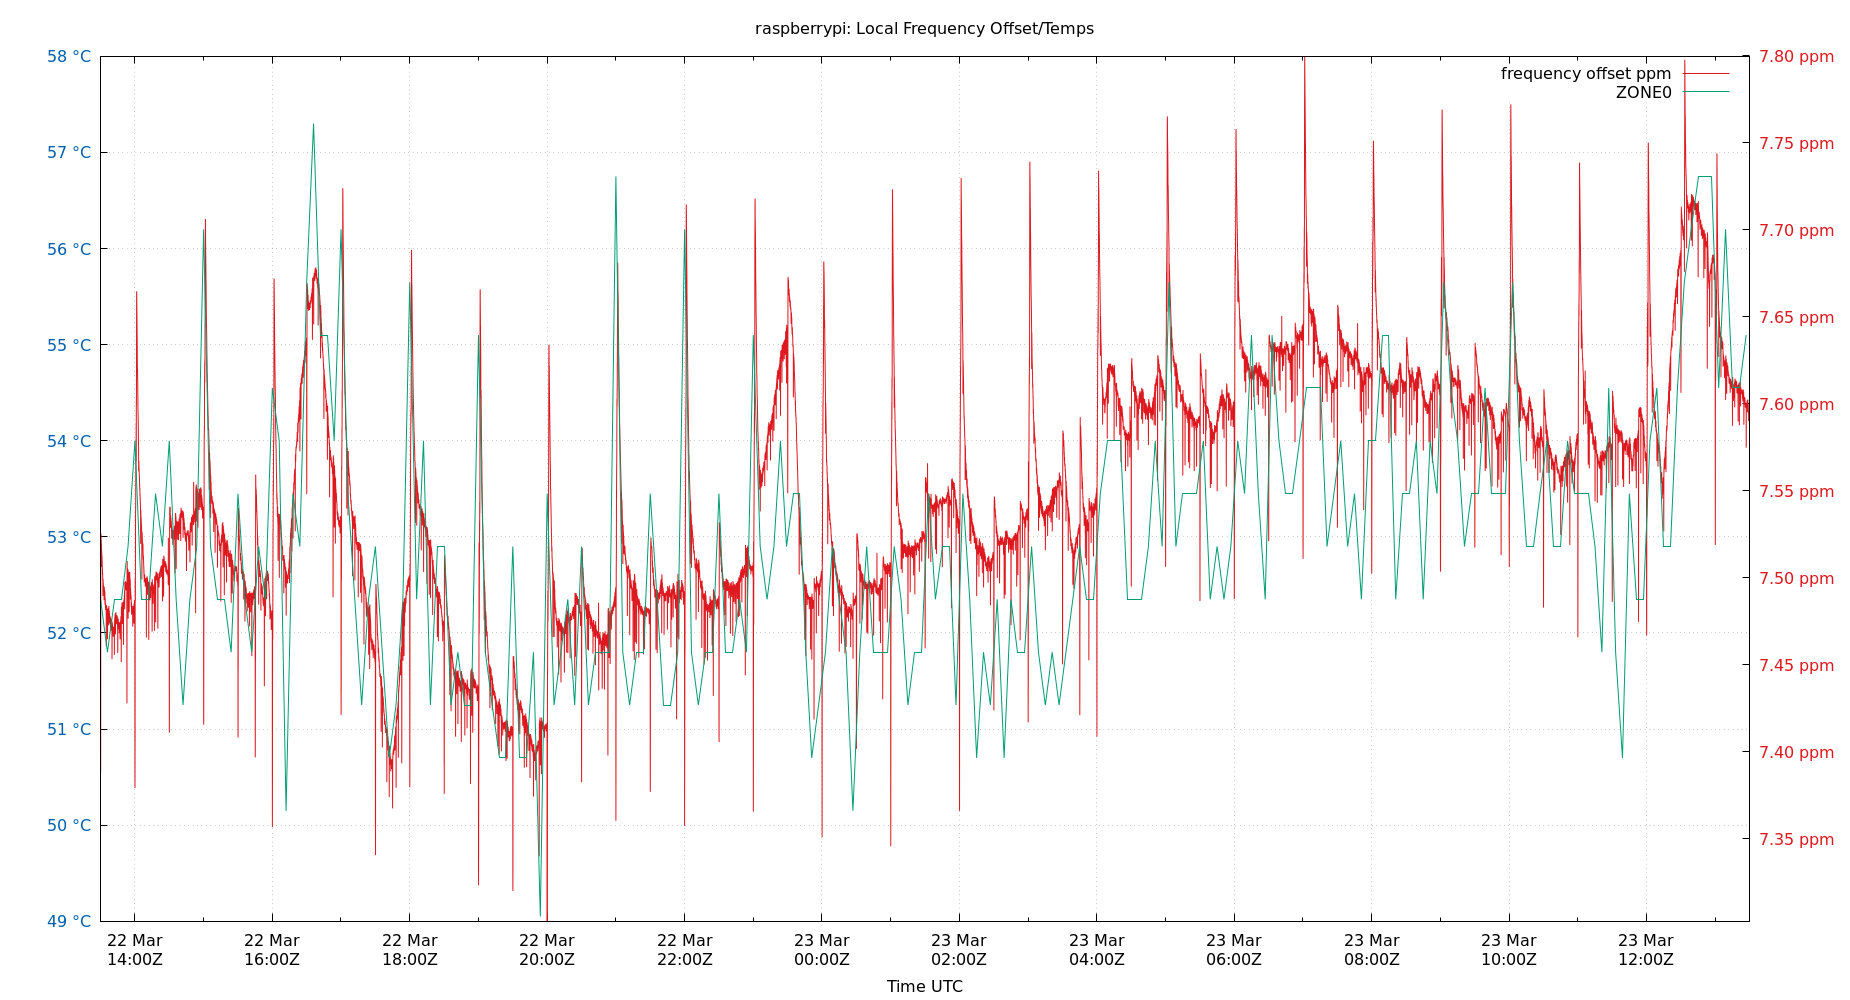 raspberrypi: Local Frequency Offset/Temps
frequency offset ppm
ZONE0
58 °C
57 °C
56 °C
55 °C
54 °C
53 °C
52 °C
51 °C
50 °C
49 °C
7.80 ppm
7.75 ppm
7.70 ppm
7.65 ppm
7.60 ppm
7.55 ppm
7.50 ppm
7.45 ppm
7.40 ppm
7.35 ppm
22 Mar 22 Mar 22 Mar 22 Mar 22 Mar 23 Mar 23 Mar 23 Mar 23 Mar 23 Mar 23 Mar 23 Mar
14:00Z 16:00Z 18:00Z 20:00Z 22:00Z 00:00Z 02:00Z 04:00Z 06:00Z 08:00Z 10:00Z 12:00Z
Time UTC